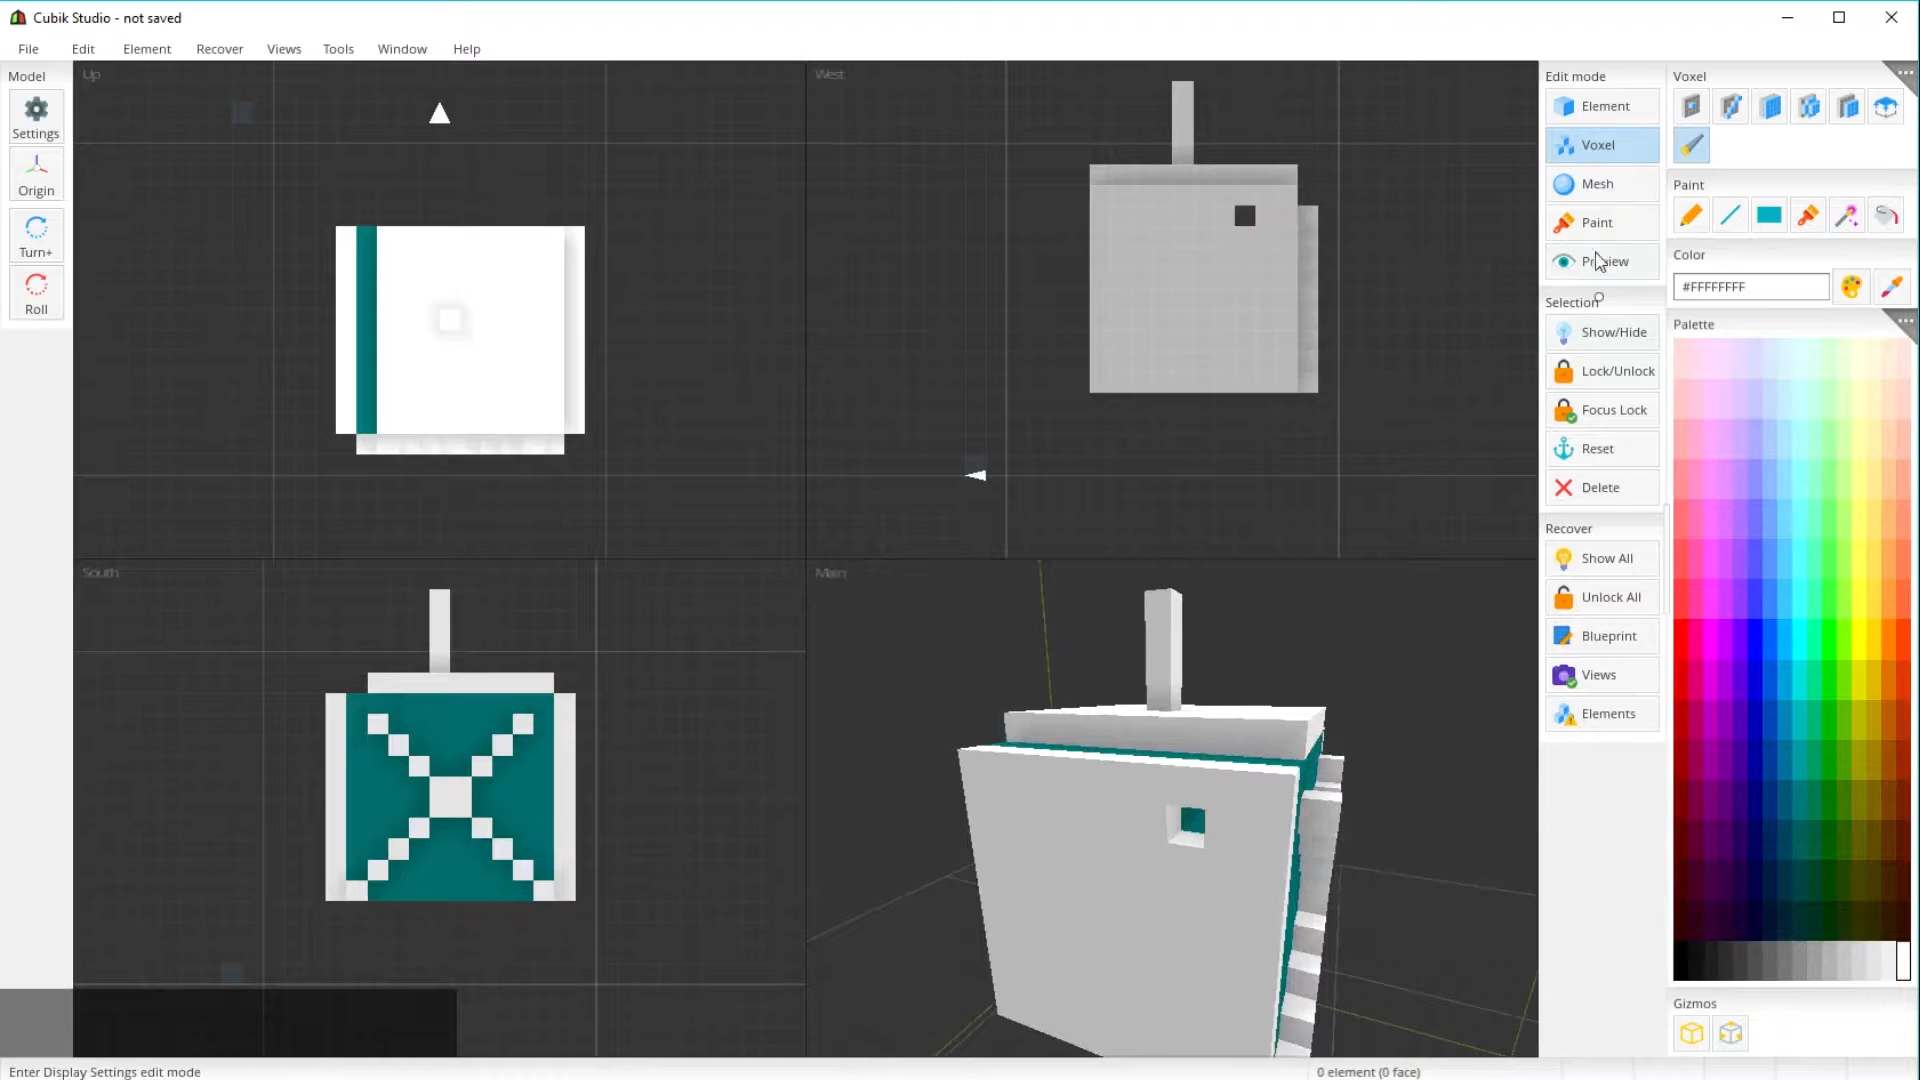 Cubik Studio - not saved
File Edit Element Recover Views Tools Window Help
Model
Settings
Origin
Turn+
Roll
Up
West
South
Main
Edit mode
Element
Voxel
Mesh
Paint
Preview
Selection
Show/Hide
Lock/Unlock
Focus Lock
Reset
Delete
Recover
Show All
Unlock All
Blueprint
Views
Elements
Voxel
Paint
Color
#FFFFFFFF
Palette
Gizmos
Enter Display Settings edit mode
0 element (0 face)